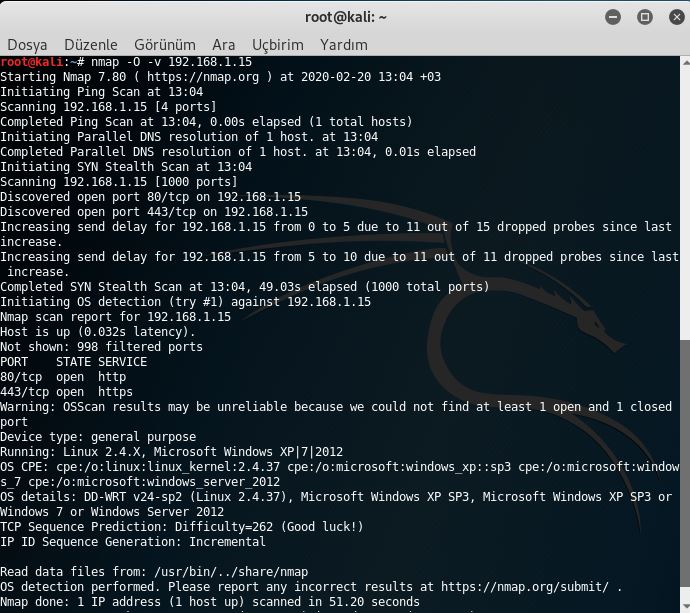 root@kali: ~
Dosya Düzenle Görünüm Ara Uçbirim Yardım
root@kali:~# nmap -O -v 192.168.1.15
Starting Nmap 7.80 ( https://nmap.org ) at 2020-02-20 13:04 +03
Initiating Ping Scan at 13:04
Scanning 192.168.1.15 [4 ports]
Completed Ping Scan at 13:04, 0.00s elapsed (1 total hosts)
Initiating Parallel DNS resolution of 1 host. at 13:04
Completed Parallel DNS resolution of 1 host. at 13:04, 0.01s elapsed
Initiating SYN Stealth Scan at 13:04
Scanning 192.168.1.15 [1000 ports]
Discovered open port 80/tcp on 192.168.1.15
Discovered open port 443/tcp on 192.168.1.15
Increasing send delay for 192.168.1.15 from 0 to 5 due to 11 out of 15 dropped probes since last
increase.
Increasing send delay for 192.168.1.15 from 5 to 10 due to 11 out of 11 dropped probes since last
 increase.
Completed SYN Stealth Scan at 13:04, 49.03s elapsed (1000 total ports)
Initiating OS detection (try #1) against 192.168.1.15
Nmap scan report for 192.168.1.15
Host is up (0.032s latency).
Not shown: 998 filtered ports
PORT    STATE SERVICE
80/tcp  open  http
443/tcp open  https
Warning: OSScan results may be unreliable because we could not find at least 1 open and 1 closed
port
Device type: general purpose
Running: Linux 2.4.X, Microsoft Windows XP|7|2012
OS CPE: cpe:/o:linux:linux_kernel:2.4.37 cpe:/o:microsoft:windows_xp::sp3 cpe:/o:microsoft:window
s_7 cpe:/o:microsoft:windows_server_2012
OS details: DD-WRT v24-sp2 (Linux 2.4.37), Microsoft Windows XP SP3, Microsoft Windows XP SP3 or
Windows 7 or Windows Server 2012
TCP Sequence Prediction: Difficulty=262 (Good luck!)
IP ID Sequence Generation: Incremental
Read data files from: /usr/bin/../share/nmap
OS detection performed. Please report any incorrect results at https://nmap.org/submit/ .
Nmap done: 1 IP address (1 host up) scanned in 51.20 seconds